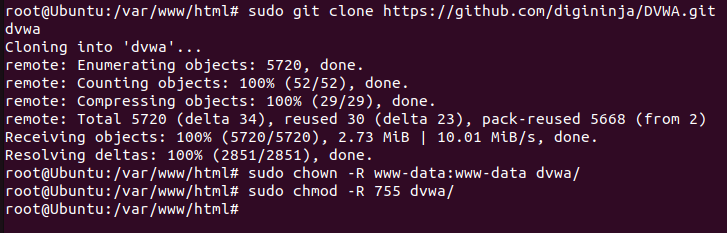 root@Ubuntu:/var/www/html# sudo git clone https://github.com/digininja/DVWA.git
dvwa
Cloning into 'dvwa'...
remote: Enumerating objects: 5720, done.
remote: Counting objects: 100% (52/52), done.
remote: Compressing objects: 100% (29/29), done.
remote: Total 5720 (delta 34), reused 30 (delta 23), pack-reused 5668 (from 2)
Receiving objects: 100% (5720/5720), 2.73 MiB | 10.01 MiB/s, done.
Resolving deltas: 100% (2851/2851), done.
root@Ubuntu:/var/www/html# sudo chown -R www-data:www-data dvwa/
root@Ubuntu:/var/www/html# sudo chmod -R 755 dvwa/
root@Ubuntu:/var/www/html#